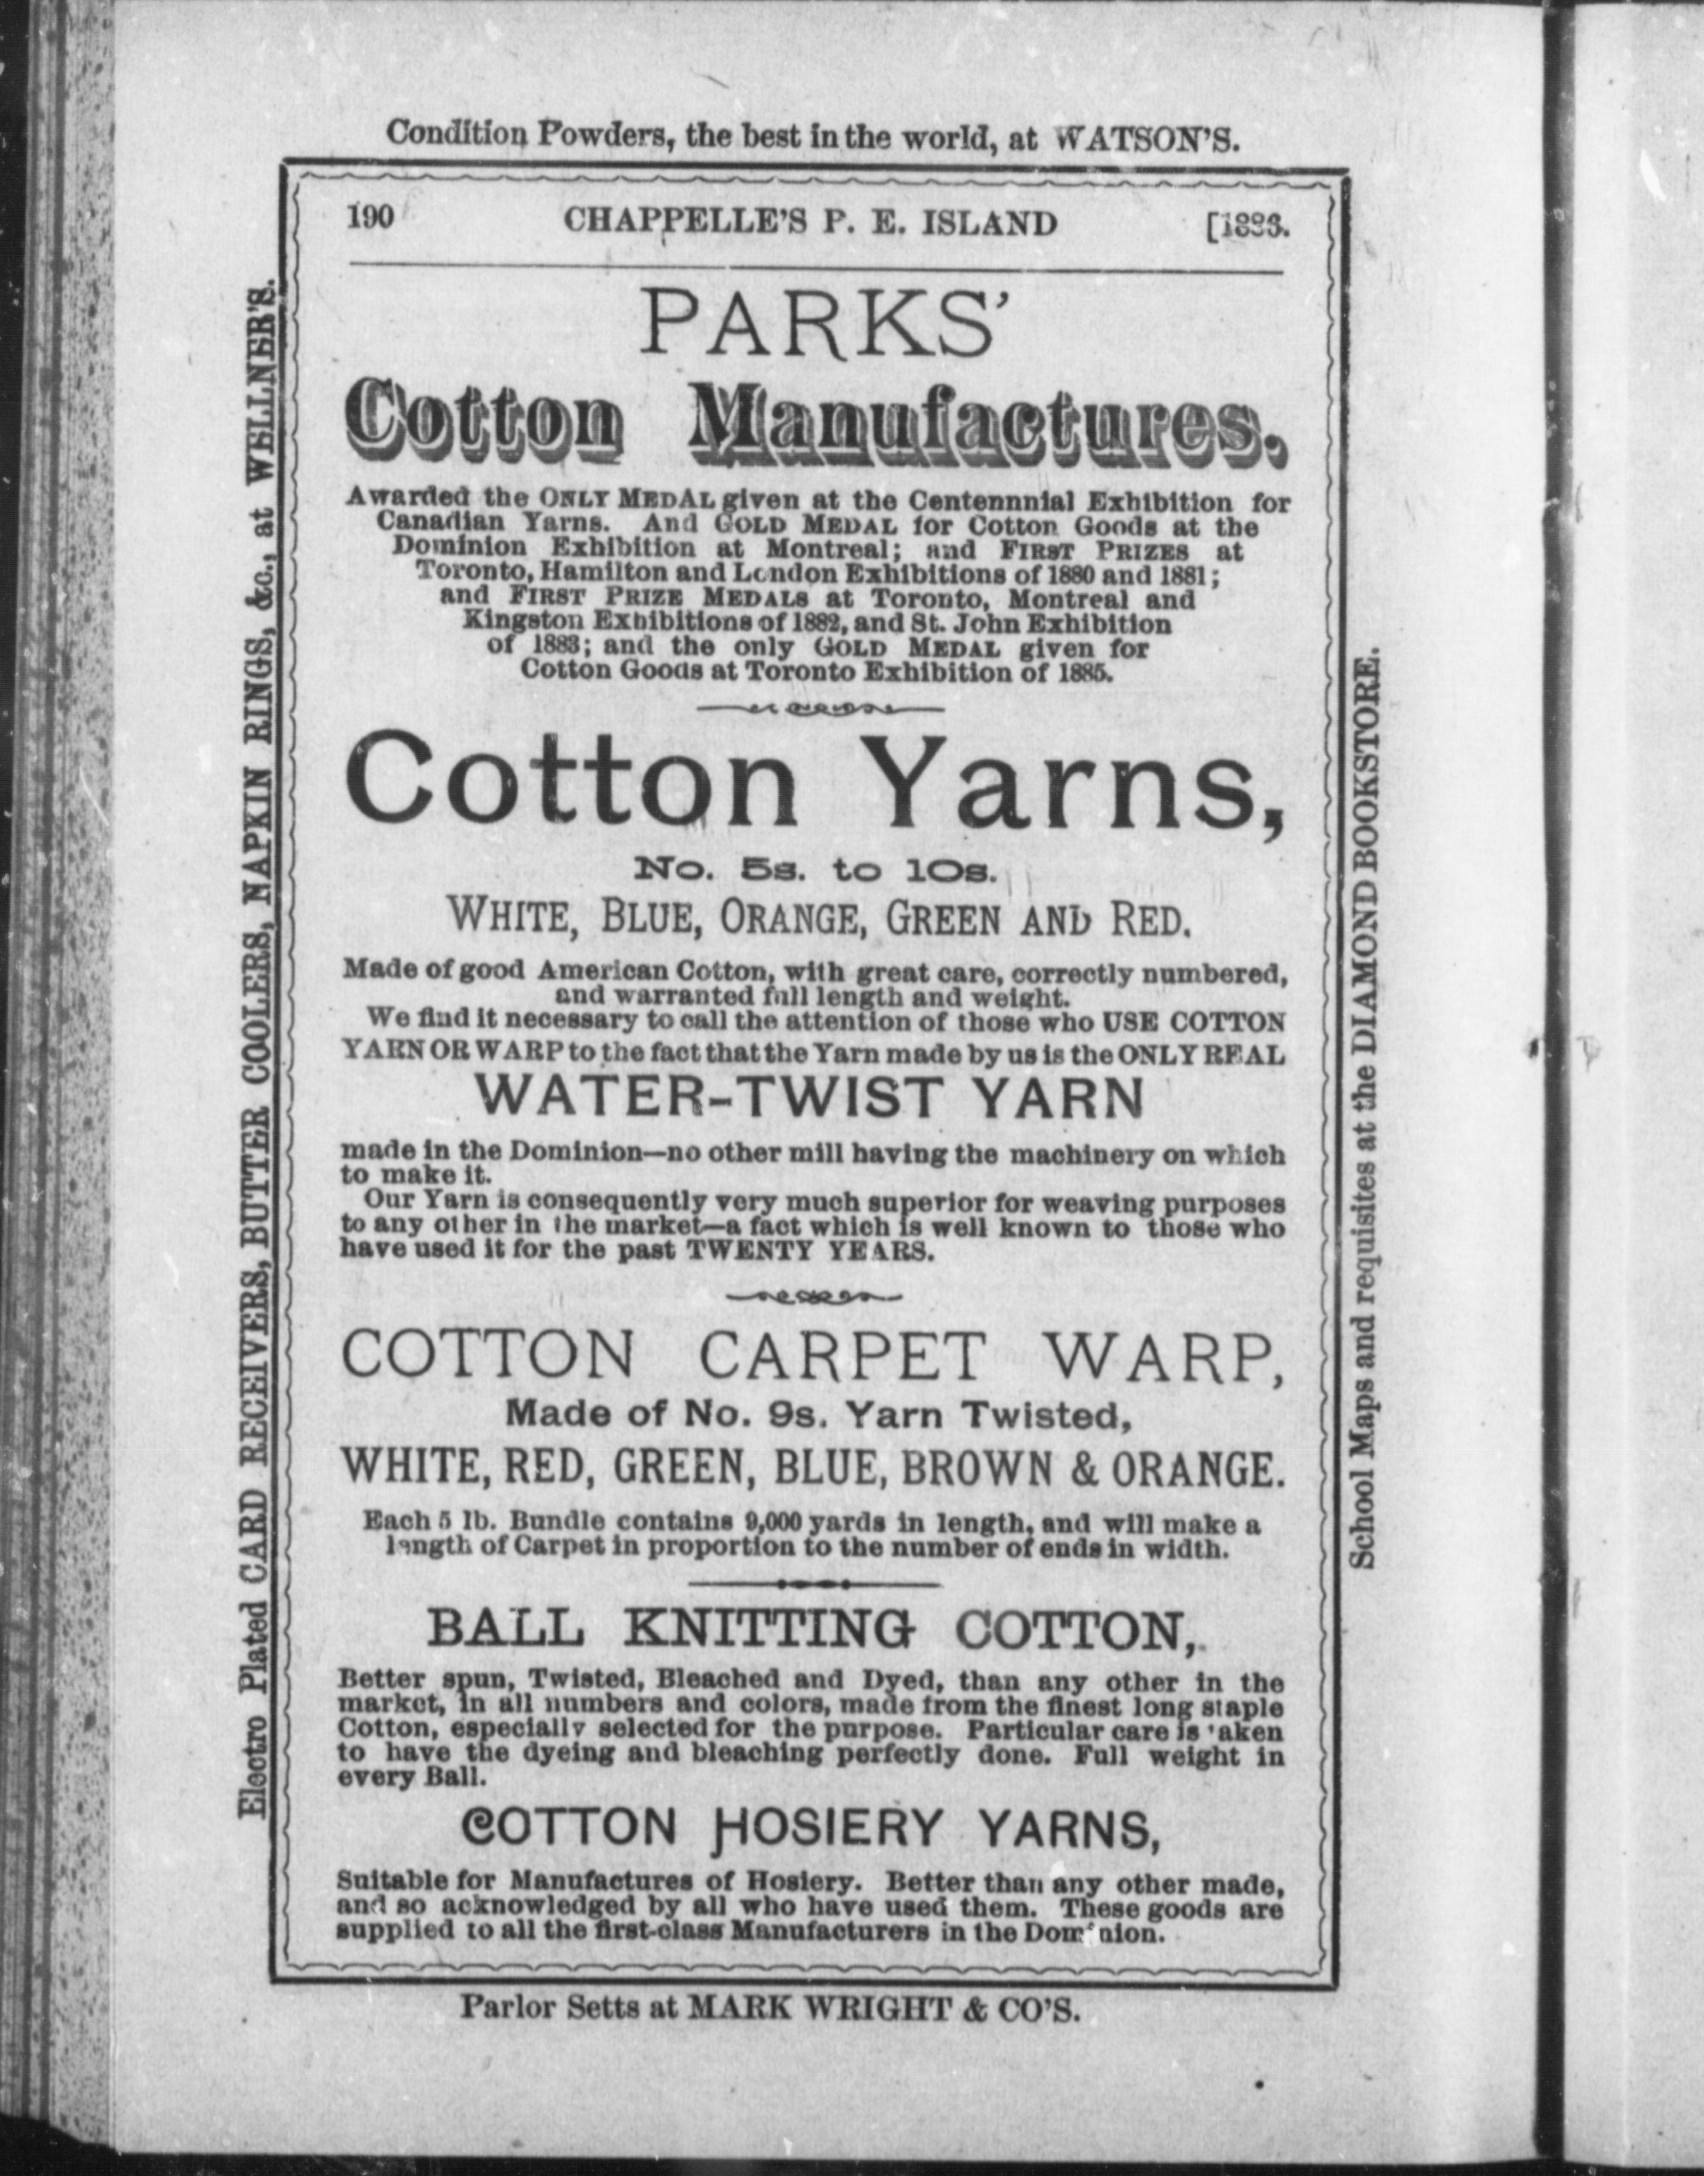 Condition Powders, the best in the world, at WATSON'S.
190 CHAPPELLE'S P. E. ISLAND
PARKS'
Cotton Manufactures.
Awarded the ONLY MEDAL given at the Centennnial Exhibition for
Canadian Yarns. And GOLD MEDAL for Cotton Goods at the
Dominion Exhibition at Montreal; and FIRST PRIZES at
Toronto, Hamilton and London Exhibitions of 1880 and 1881;
and FIRST PRIZE MEDALS at Toronto, Montreal and
Kingston Exhibitions of 1882, and St. John Exhibition
of 1883; and the only GOLD MEDAL given for
Cotton Goods at Toronto Exhibition of 1885.
Cotton Yarns,
No. 5s. to 10s.
WHITE, BLUE, ORANGE, GREEN AND RED.
Made of good American Cotton, with great care, correctly numbered,
and warranted full length and weight.
We find it necessary to call the attention of those who USE COTTON
YARN OR WARP to the fact that the Yarn made by us is the ONLY REAL
WATER-TWIST YARN
made in the Dominion—no other mill having the machinery on which
to make it.
Our Yarn is consequently very much superior for weaving purposes
to any other in the market—a fact which is well known to those who
have used it for the past TWENTY YEARS.
COTTON CARPET WARP,
Made of No. 9s. Yarn Twisted,
WHITE, RED, GREEN, BLUE, BROWN & ORANGE.
Each 5 lb. Bundle contains 9,000 yards in length, and will make a
length of Carpet in proportion to the number of ends in width.
BALL KNITTING COTTON,
Better spun, Twisted, Bleached and Dyed, than any other in the
market, in all numbers and colors, made from the finest long staple
Cotton, especially selected for the purpose. Particular care is taken
to have the dyeing and bleaching perfectly done. Full weight in
every Ball.
COTTON HOSIERY YARNS,
Suitable for Manufactures of Hosiery. Better than any other made,
and so acknowledged by all who have used them. These goods are
supplied to all the first-class Manufacturers in the Dominion.
Parlor Setts at MARK WRIGHT & CO'S.
Electro Plated CARD RECEIVERS, BUTTER COOLERS, NAPKIN RINGS, &c., at WELLNER'S.
School Maps and requisites at the DIAMOND BOOKSTORE.